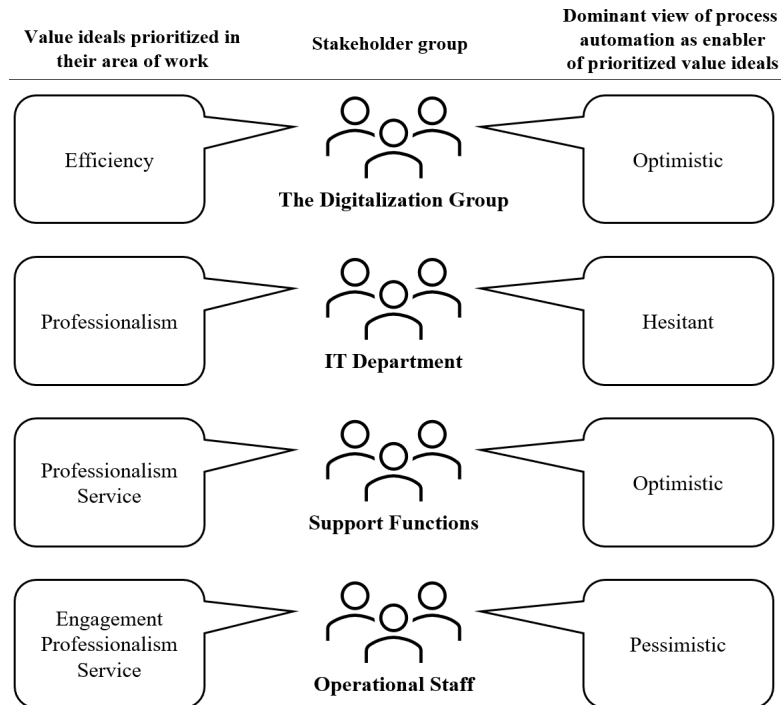 Value ideals prioritized in
their area of work
Stakeholder group
Dominant view of process
automation as enabler
of prioritized value ideals
Efficiency
The Digitalization Group
Optimistic
Professionalism
IT Department
Hesitant
Professionalism
Service
Support Functions
Optimistic
Engagement
Professionalism
Service
Operational Staff
Pessimistic